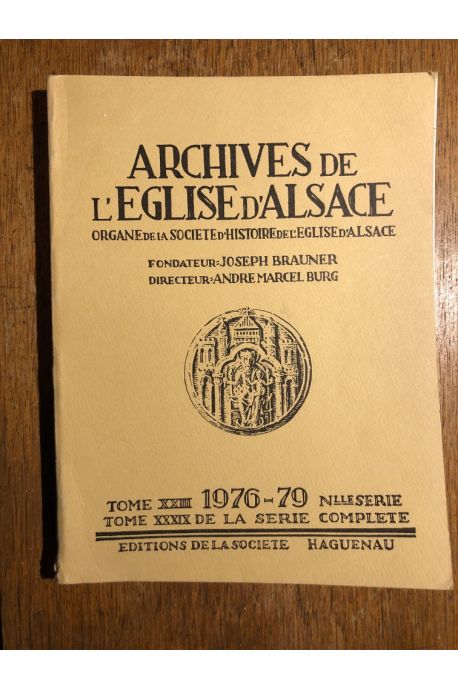 ARCHIVES DE
L'EGLISE D'ALSACE
ORGANE DE LA SOCIETE D'HISTOIRE DE L'EGLISE D'ALSACE
FONDATEUR: JOSEPH BRAUNER
DIRECTEUR: ANDRE MARCEL BURG
TOME XXIII 1976-79 NLLE SERIE
TOME XXXIX DE LA SERIE COMPLETE
EDITIONS DE LA SOCIETE HAGUENAU